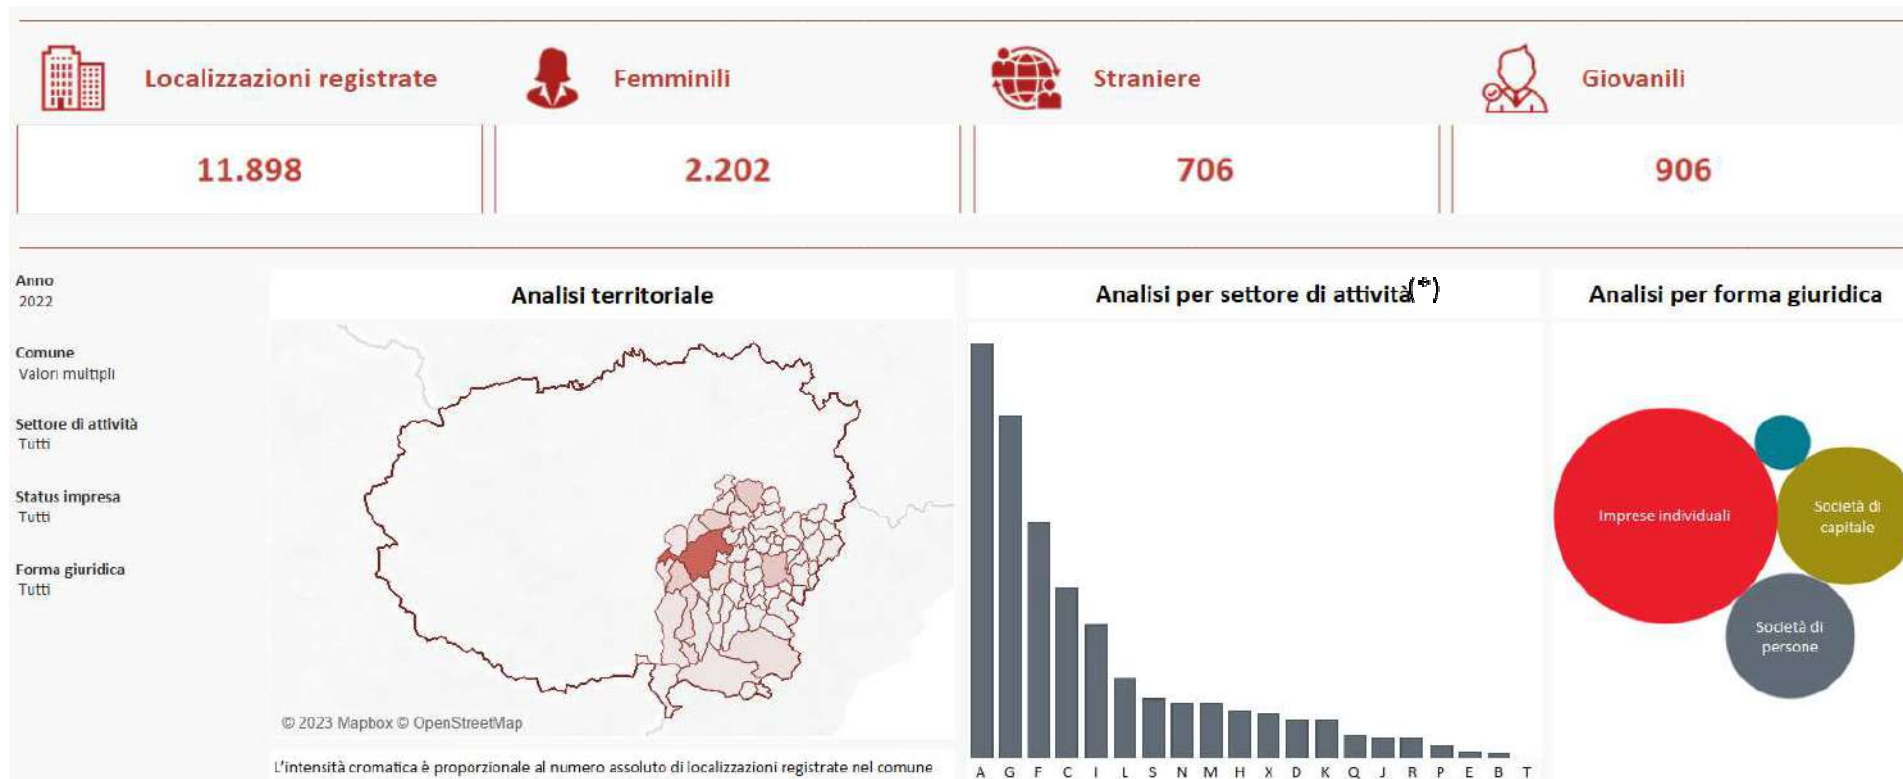 Localizzazioni registrate
Femminili
Straniere
Giovanili
11.898
2.202
706
906
Anno
2022
Comune
Valori multipli
Settore di attività
Tutti
Status impresa
Tutti
Forma giuridica
Tutti
Analisi territoriale
© 2023 Mapbox © OpenStreetMap
L'intensità cromatica è proporzionale al numero assoluto di localizzazioni registrate nel comune
Analisi per settore di attività(*)
A G F C I L S N M H X D K Q J R P E B T
Analisi per forma giuridica
Imprese individuali
Società di
capitale
Società di
persone